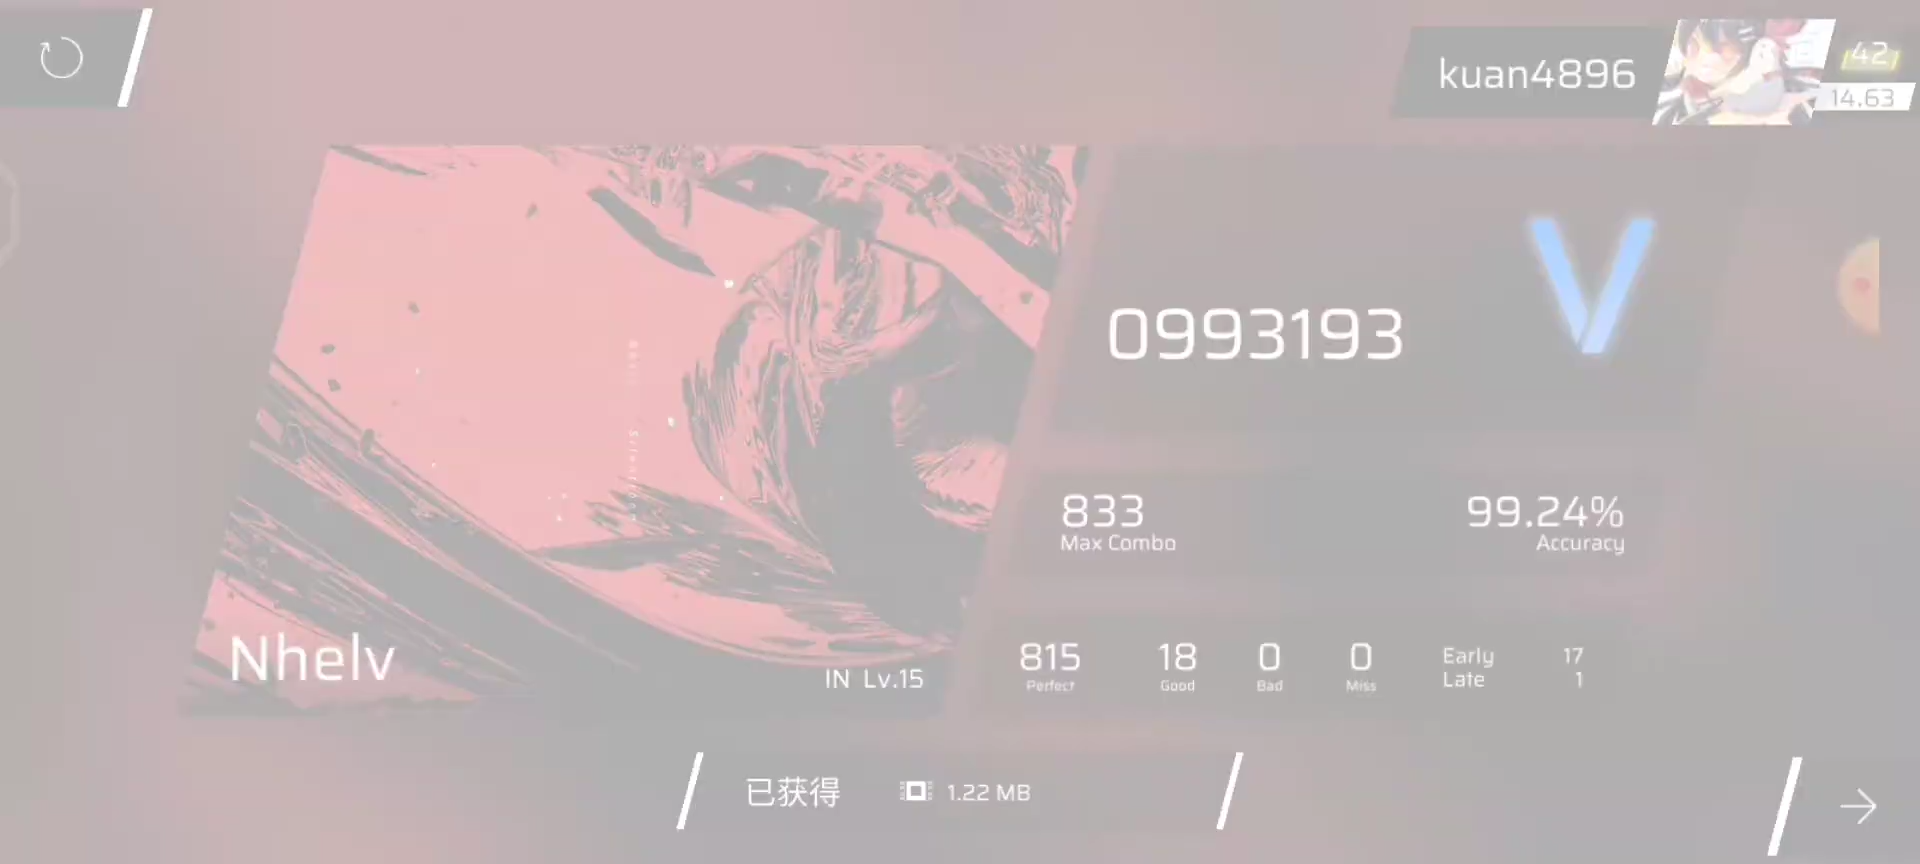 kuan4896
42
14.63
0993193
V
833
Max Combo
99.24%
Accuracy
Nhelv
IN Lv.15
815
Perfect
18
Good
0
Bad
0
Miss
Early 17
Late 1
已获得 1.22 MB